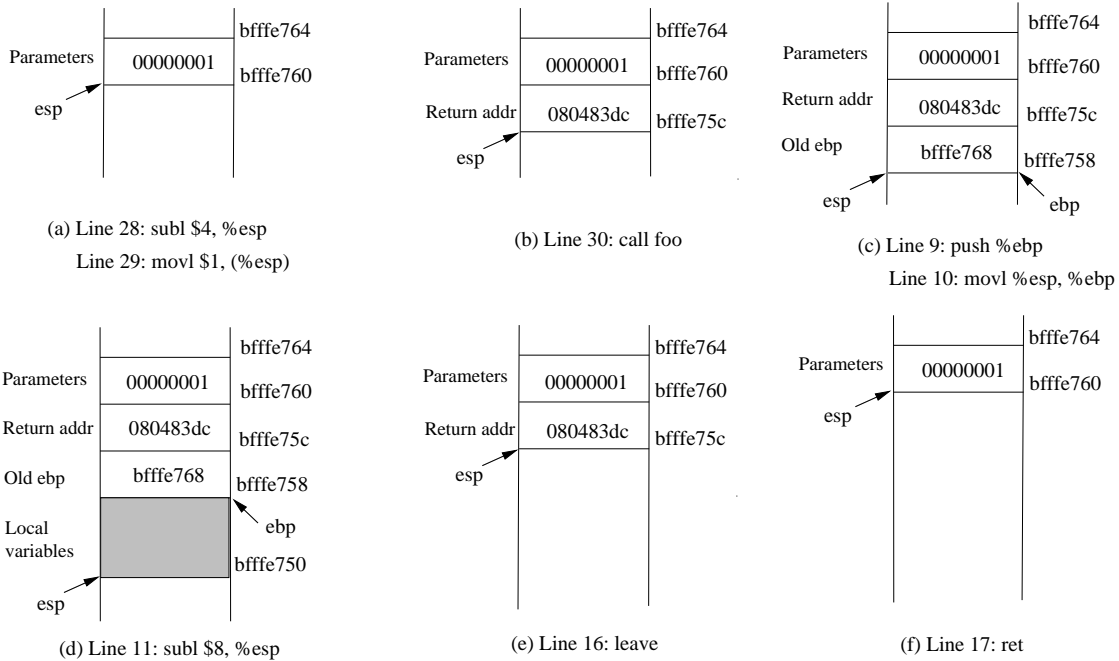 bfffe764
Parameters
00000001
bfffe760
esp
(a) Line 28: subl $4, %esp
Line 29: movl $1, (%esp)
bfffe764
Parameters
00000001
bfffe760
Return addr
080483dc
bfffe75c
esp
(b) Line 30: call foo
bfffe764
Parameters
00000001
bfffe760
Return addr
080483dc
bfffe75c
Old ebp
bfffe768
bfffe758
esp
ebp
(c) Line 9: push %ebp
Line 10: movl %esp, %ebp
bfffe764
Parameters
00000001
bfffe760
Return addr
080483dc
bfffe75c
Old ebp
bfffe768
bfffe758
ebp
Local
variables
bfffe750
esp
(d) Line 11: subl $8, %esp
bfffe764
Parameters
00000001
bfffe760
Return addr
080483dc
bfffe75c
esp
(e) Line 16: leave
bfffe764
Parameters
00000001
bfffe760
esp
(f) Line 17: ret